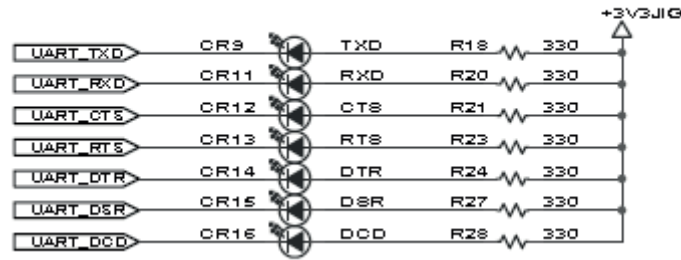 +3V3JIG
UART_TXD CR9 TXD R18 330
UART_RXD CR11 RXD R20 330
UART_CTS CR12 CTS R21 330
UART_RTS CR13 RTS R23 330
UART_DTR CR14 DTR R24 330
UART_DSR CR15 DSR R27 330
UART_DCD CR16 DCD R28 330